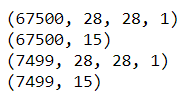 (67500, 28, 28, 1)
(67500, 15)
(7499, 28, 28, 1)
(7499, 15)